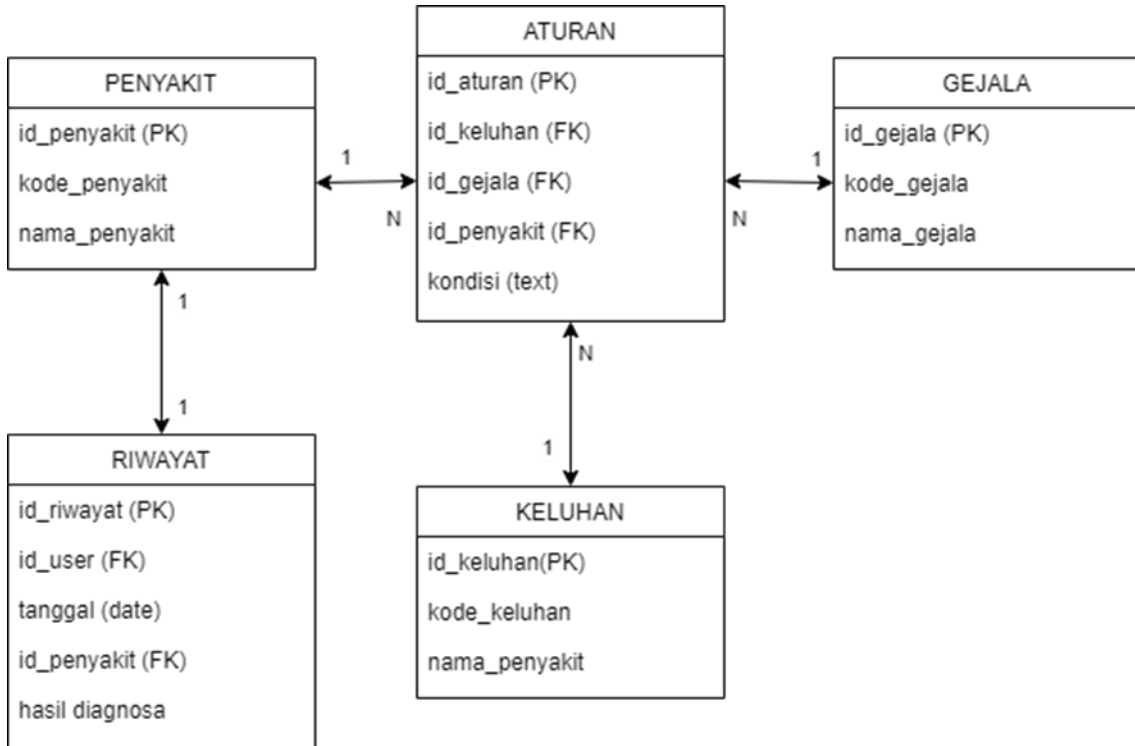 PENYAKIT
id_penyakit (PK)
kode_penyakit
nama_penyakit
1
N
ATURAN
id_aturan (PK)
id_keluhan (FK)
id_gejala (FK)
id_penyakit (FK)
kondisi (text)
1
N
GEJALA
id_gejala (PK)
kode_gejala
nama_gejala
1
1
RIWAYAT
id_riwayat (PK)
id_user (FK)
tanggal (date)
id_penyakit (FK)
hasil diagnosa
N
1
KELUHAN
id_keluhan(PK)
kode_keluhan
nama_penyakit